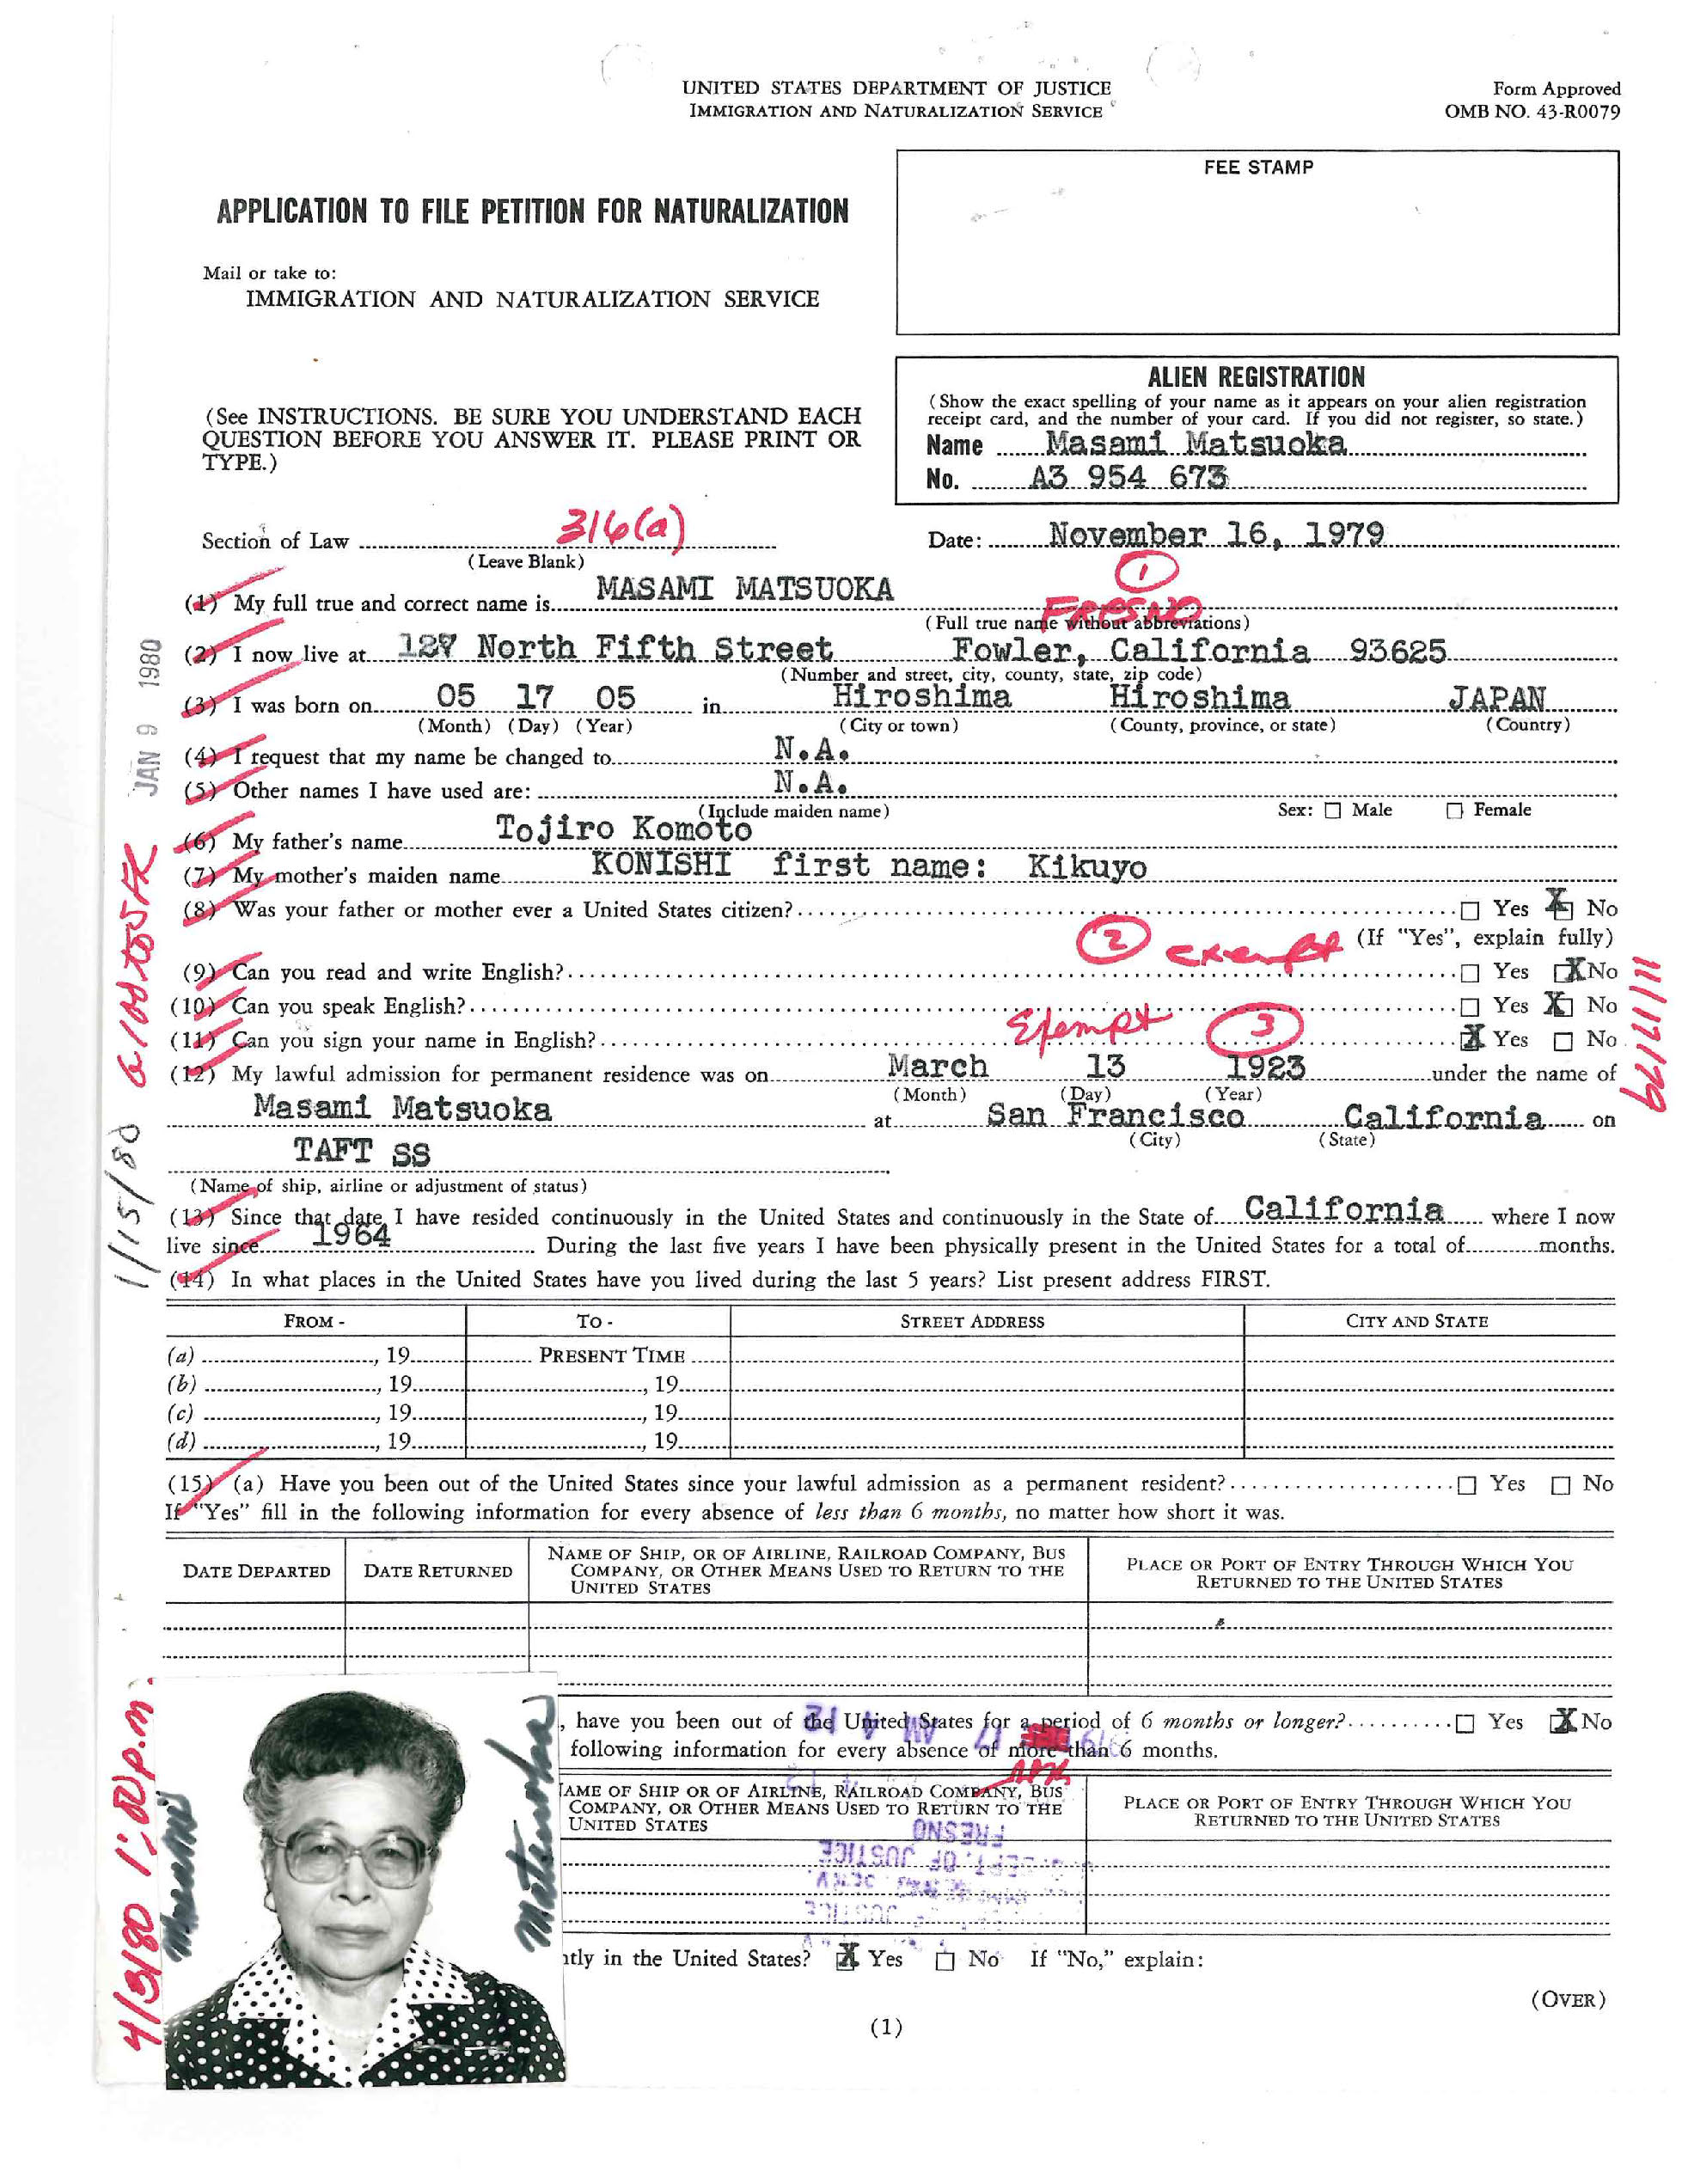 UNITED STATES DEPARTMENT OF JUSTICE
IMMIGRATION AND NATURALIZATION SERVICE
Form Approved
OMB NO. 43-R0079
FEE STAMP
APPLICATION TO FILE PETITION FOR NATURALIZATION
Mail or take to:
IMMIGRATION AND NATURALIZATION SERVICE
(See INSTRUCTIONS. BE SURE YOU UNDERSTAND EACH
QUESTION BEFORE YOU ANSWER IT. PLEASE PRINT OR
TYPE.)
ALIEN REGISTRATION
(Show the exact spelling of your name as it appears on your alien registration
receipt card, and the number of your card. If you did not register, so state.)
Name Masami Matsuoka
No. A3 954 673
Section of Law 316(a)
(Leave Blank)
Date: November 16, 1979
1
(1) My full true and correct name is MASAMI MATSUOKA
(Full true name without abbreviations)
FRESNO
(2) I now live at 127 North Fifth Street Fowler, California 93625
(Number and street, city, county, state, zip code)
(3) I was born on 05 17 05 in Hiroshima Hiroshima JAPAN
(Month) (Day) (Year) (City or town) (County, province, or state) (Country)
(4) I request that my name be changed to N.A.
(5) Other names I have used are: N.A.
(Include maiden name) Sex: Male Female
(6) My father's name Tojiro Komoto
(7) My mother's maiden name KONISHI first name: Kikuyo
(8) Was your father or mother ever a United States citizen? Yes X No
(If "Yes", explain fully)
2 exempt
(9) Can you read and write English? Yes X No
(10) Can you speak English? Yes X No
Exempt 3
(11) Can you sign your name in English? X Yes No
(12) My lawful admission for permanent residence was on March 13 1923 under the name of
(Month) (Day) (Year)
Masami Matsuoka at San Francisco California on
(City) (State)
TAFT SS
(Name of ship, airline or adjustment of status)
(13) Since that date I have resided continuously in the United States and continuously in the State of California where I now
live since 1964 During the last five years I have been physically present in the United States for a total of months.
(14) In what places in the United States have you lived during the last 5 years? List present address FIRST.
FROM - TO - STREET ADDRESS CITY AND STATE
(a) , 19 PRESENT TIME
(b) , 19 , 19
(c) , 19 , 19
(d) , 19 , 19
(15) (a) Have you been out of the United States since your lawful admission as a permanent resident? Yes No
If "Yes" fill in the following information for every absence of less than 6 months, no matter how short it was.
DATE DEPARTED DATE RETURNED NAME OF SHIP, OR OF AIRLINE, RAILROAD COMPANY, BUS COMPANY, OR OTHER MEANS USED TO RETURN TO THE UNITED STATES PLACE OR PORT OF ENTRY THROUGH WHICH YOU RETURNED TO THE UNITED STATES
, have you been out of the United States for a period of 6 months or longer? Yes X No
following information for every absence of more than 6 months.
AME OF SHIP OR OF AIRLINE, RAILROAD COMPANY, BUS
COMPANY, OR OTHER MEANS USED TO RETURN TO THE
UNITED STATES
PLACE OR PORT OF ENTRY THROUGH WHICH YOU
RETURNED TO THE UNITED STATES
FRESNO
DEPT. OF JUSTICE
ntly in the United States? X Yes No If "No," explain:
(OVER)
(1)
JAN 9 1980
1/15/80
11/17/79
4/3/80 1:00 p.m.
Masami
Matsuoka